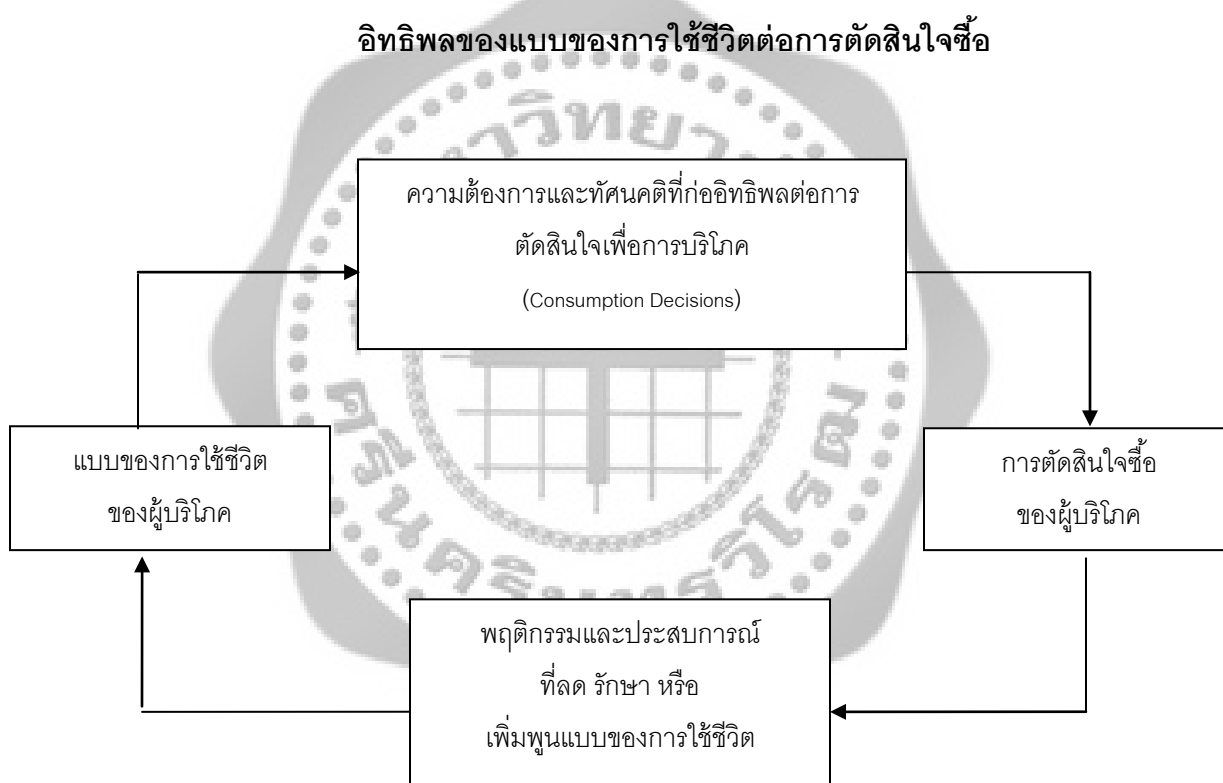 อิทธิพลของแบบของการใช้ชีวิตต่อการตัดสินใจซื้อ
ความต้องการและทัศนคติที่ก่ออิทธิพลต่อการ
ตัดสินใจเพื่อการบริโภค
(Consumption Decisions)
แบบของการใช้ชีวิต
ของผู้บริโภค
การตัดสินใจซื้อ
ของผู้บริโภค
พฤติกรรมและประสบการณ์
ที่ลด รักษา หรือ
เพิ่มพูนแบบของการใช้ชีวิต